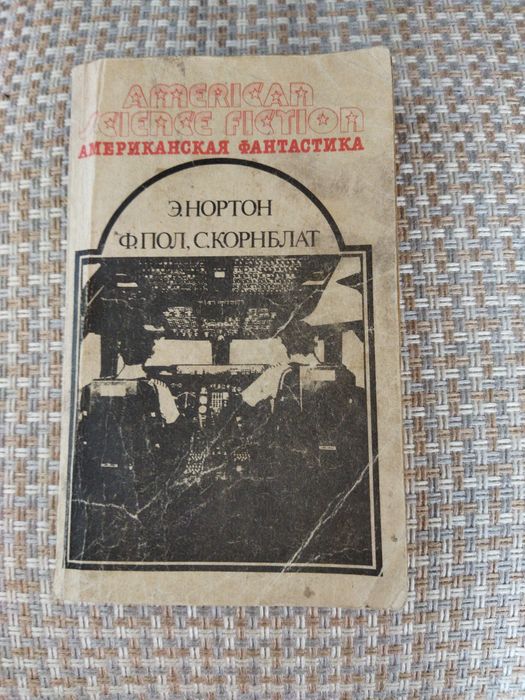 AMERICAN
SCIENCE FICTION
АМЕРИКАНСКАЯ ФАНТАСТИКА
Э.НОРТОН
Ф.ПОЛ, С.КОРНБЛАТ